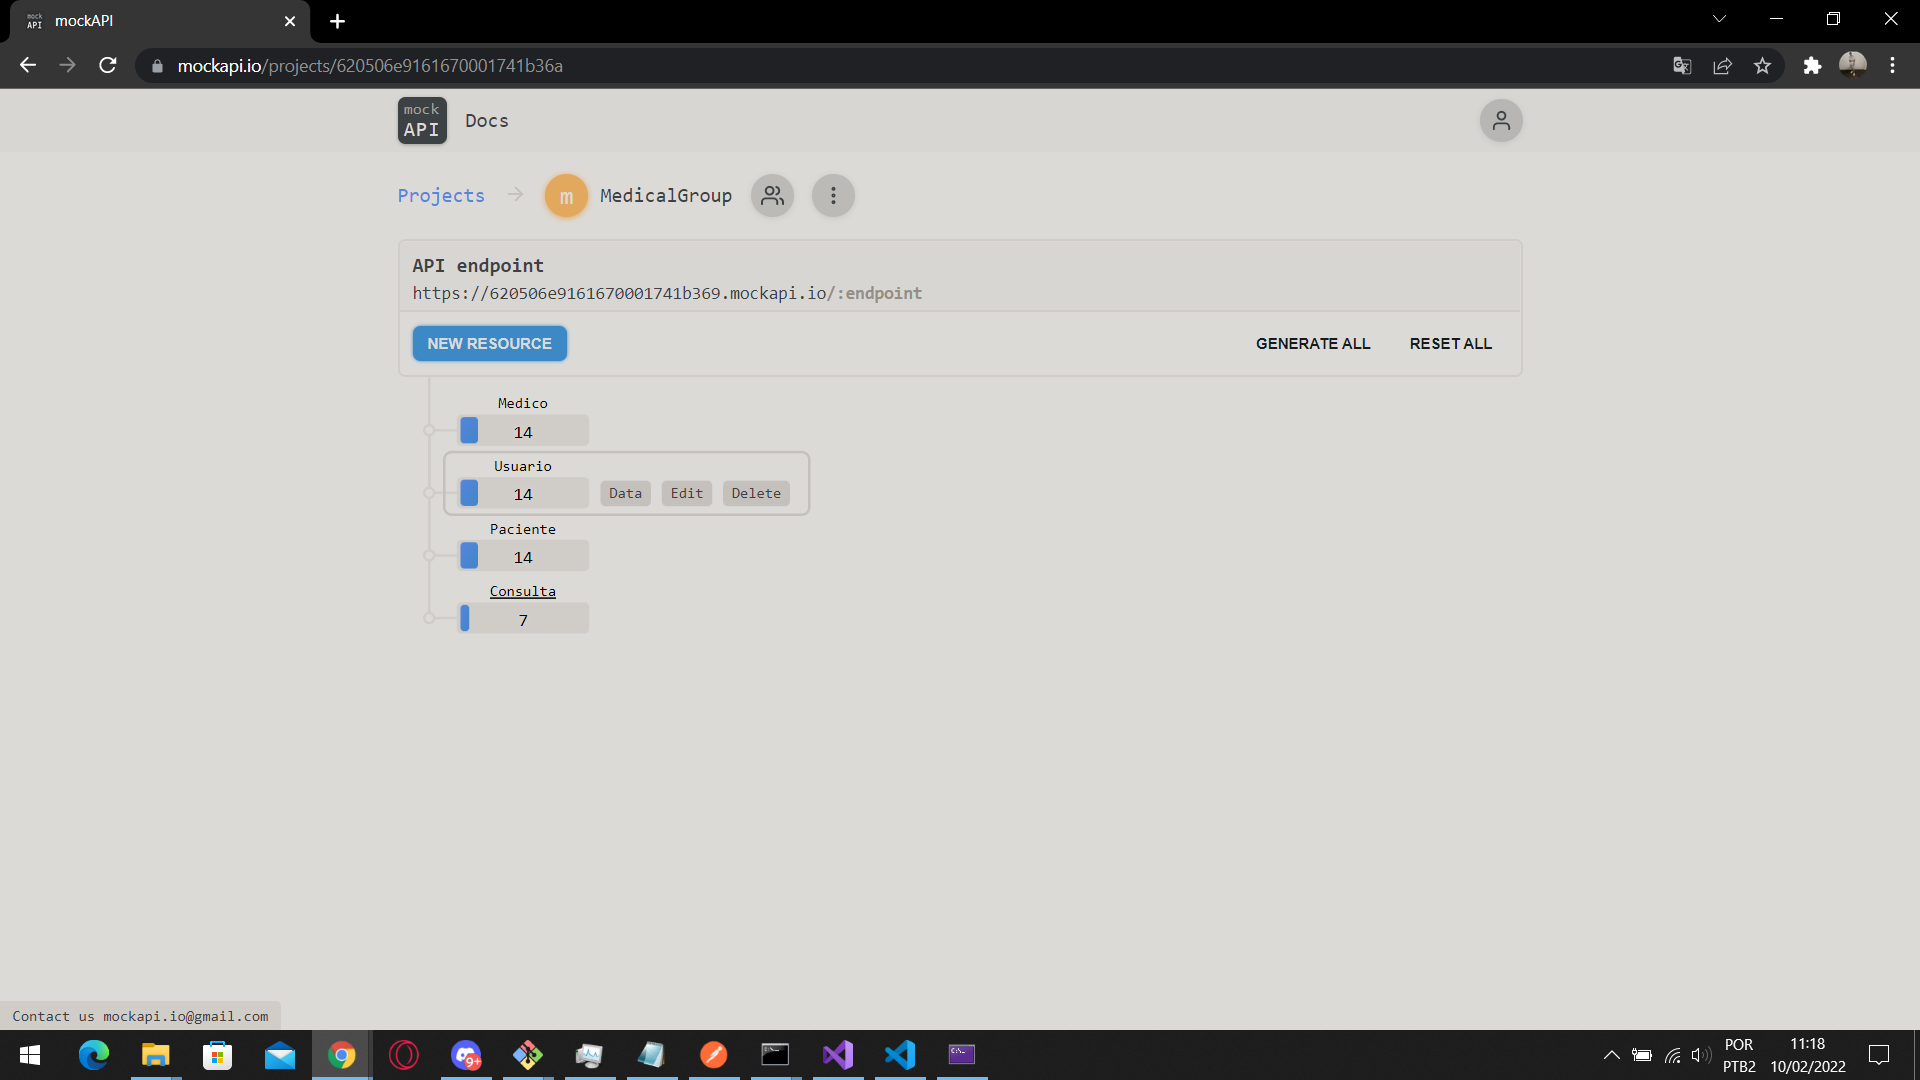 mockAPI
mockapi.io/projects/620506e9161670001741b36a
mock
API
Docs
Projects
m
MedicalGroup
API endpoint
https://620506e9161670001741b369.mockapi.io/:endpoint
NEW RESOURCE
GENERATE ALL
RESET ALL
Medico
14
Usuario
14
Data
Edit
Delete
Paciente
14
Consulta
7
Contact us mockapi.io@gmail.com
9+
POR
PTB2
11:18
10/02/2022